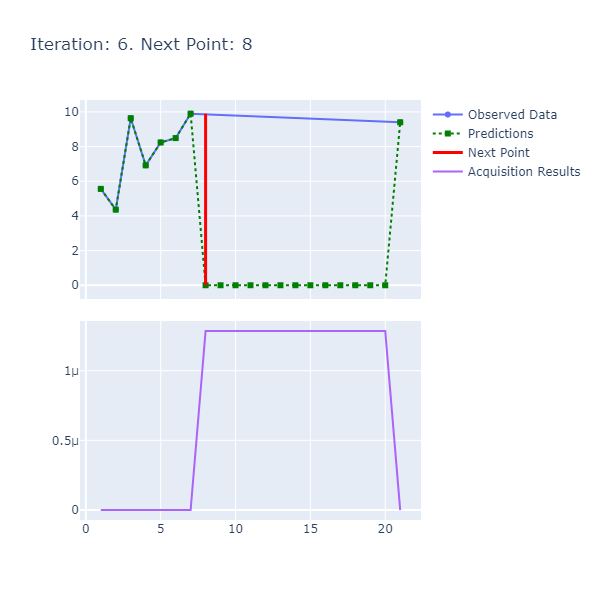 Iteration: 6. Next Point: 8
10
8
6
4
2
0
Observed Data
Predictions
Next Point
Acquisition Results
1μ
0.5μ
0
0
5
10
15
20